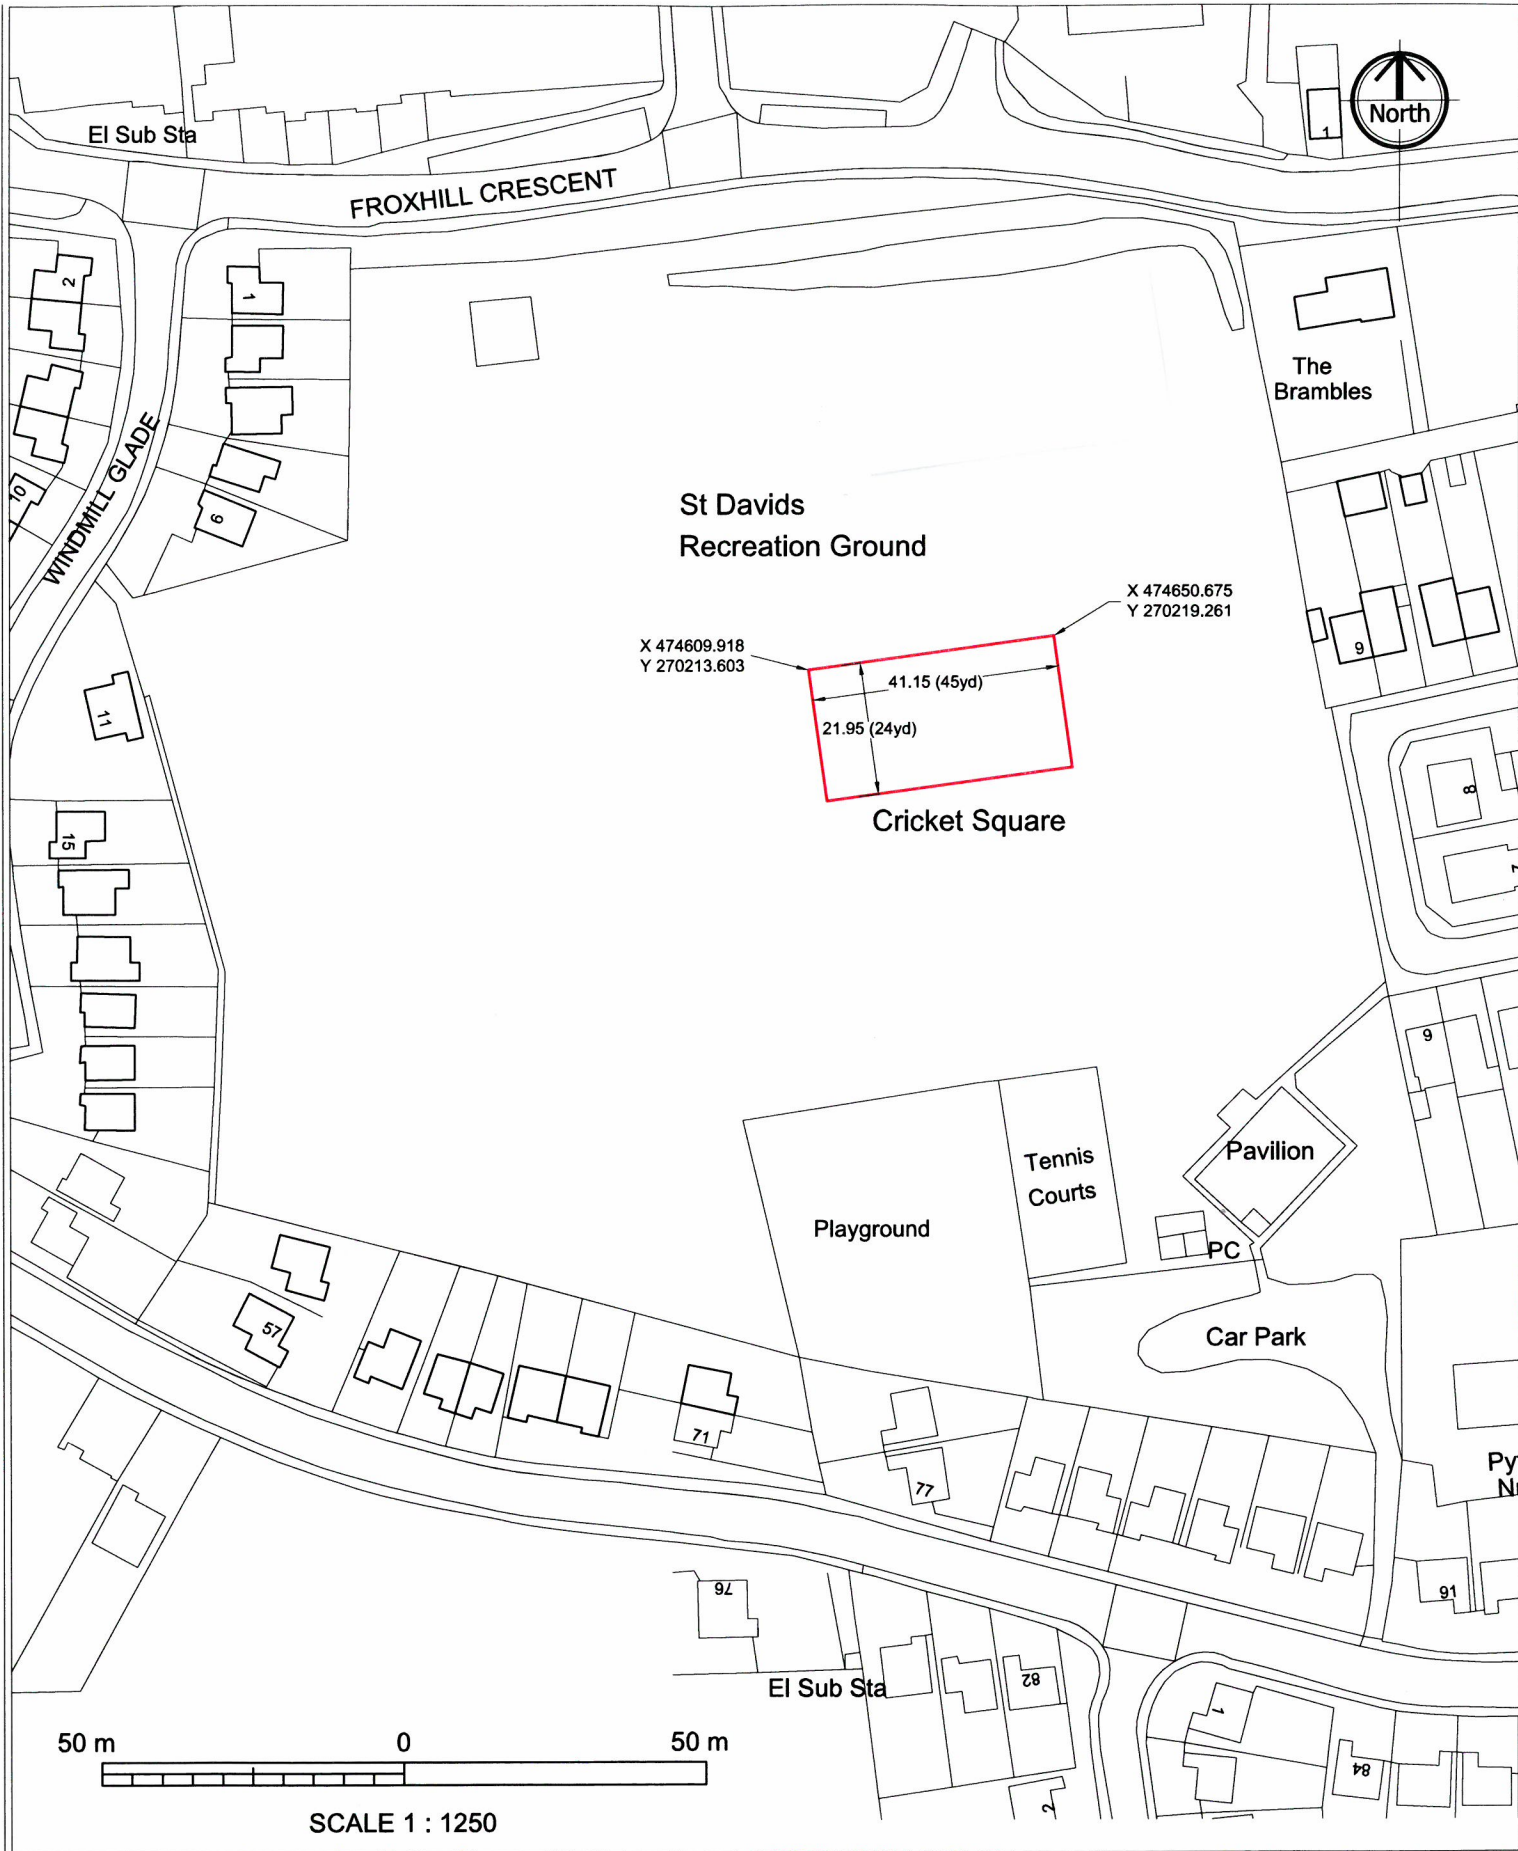 El Sub Sta
North
1
FROXHILL CRESCENT
2
1
The
Brambles
WINDMILL GLADE
10
9
St Davids
Recreation Ground
X 474650.675
Y 270219.261
X 474609.918
Y 270213.603
9
41.15 (45yd)
21.95 (24yd)
11
8
Cricket Square
15
7
9
Tennis
Courts
Pavilion
Playground
PC
57
Car Park
71
77
Py
76
91
El Sub Sta
82
1
84
2
50 m
0
50 m
SCALE 1 : 1250